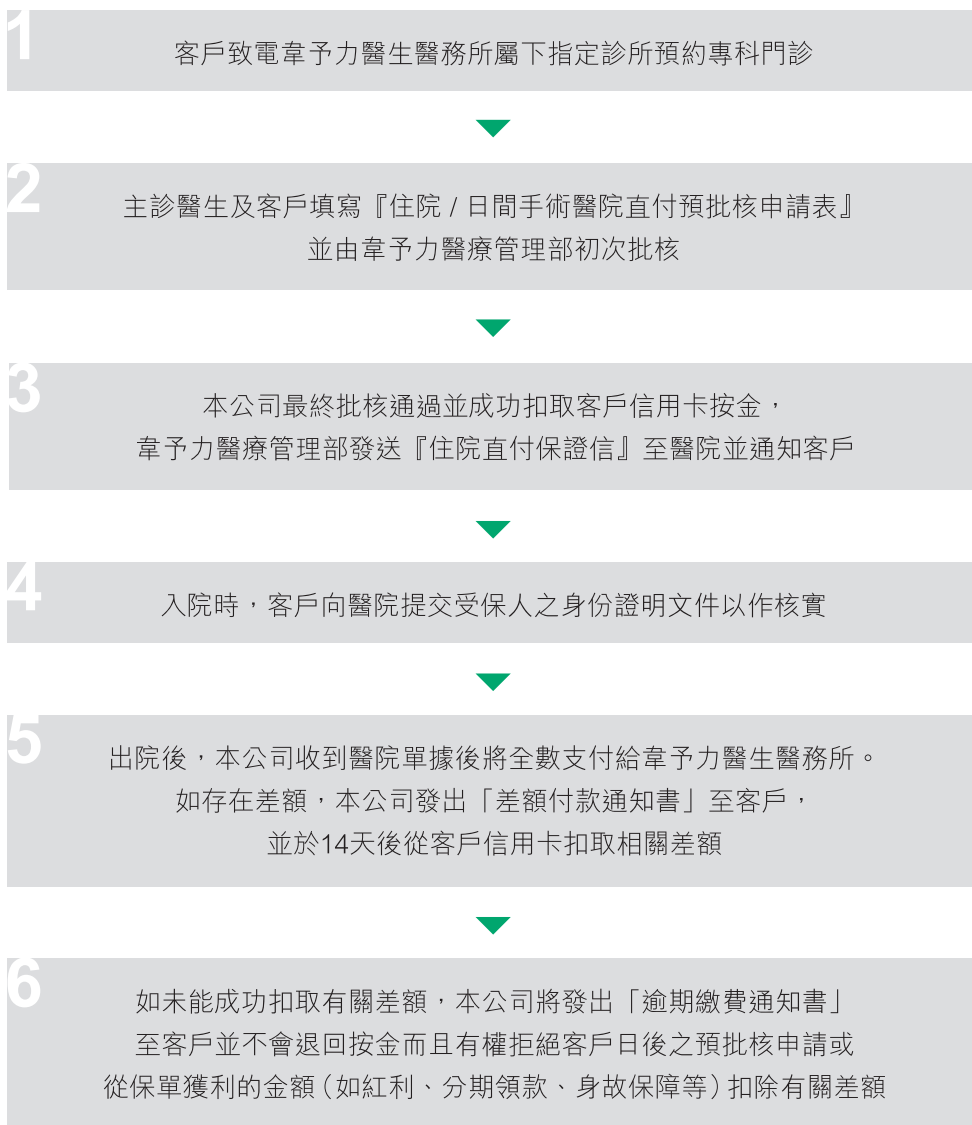 1
客戶致電韋予力醫生醫務所屬下指定診所預約專科門診
2
主診醫生及客戶填寫『住院 / 日間手術醫院直付預批核申請表』
並由韋予力醫療管理部初次批核
3
本公司最終批核通過並成功扣取客戶信用卡按金，
韋予力醫療管理部發送『住院直付保證信』至醫院並通知客戶
4
入院時，客戶向醫院提交受保人之身份證明文件以作核實
5
出院後，本公司收到醫院單據後將全數支付給韋予力醫生醫務所。
如存在差額，本公司發出「差額付款通知書」至客戶，
並於14天後從客戶信用卡扣取相關差額
6
如未能成功扣取有關差額，本公司將發出「逾期繳費通知書」
至客戶並不會退回按金而且有權拒絕客戶日後之預批核申請或
從保單獲利的金額（如紅利、分期領款、身故保障等）扣除有關差額